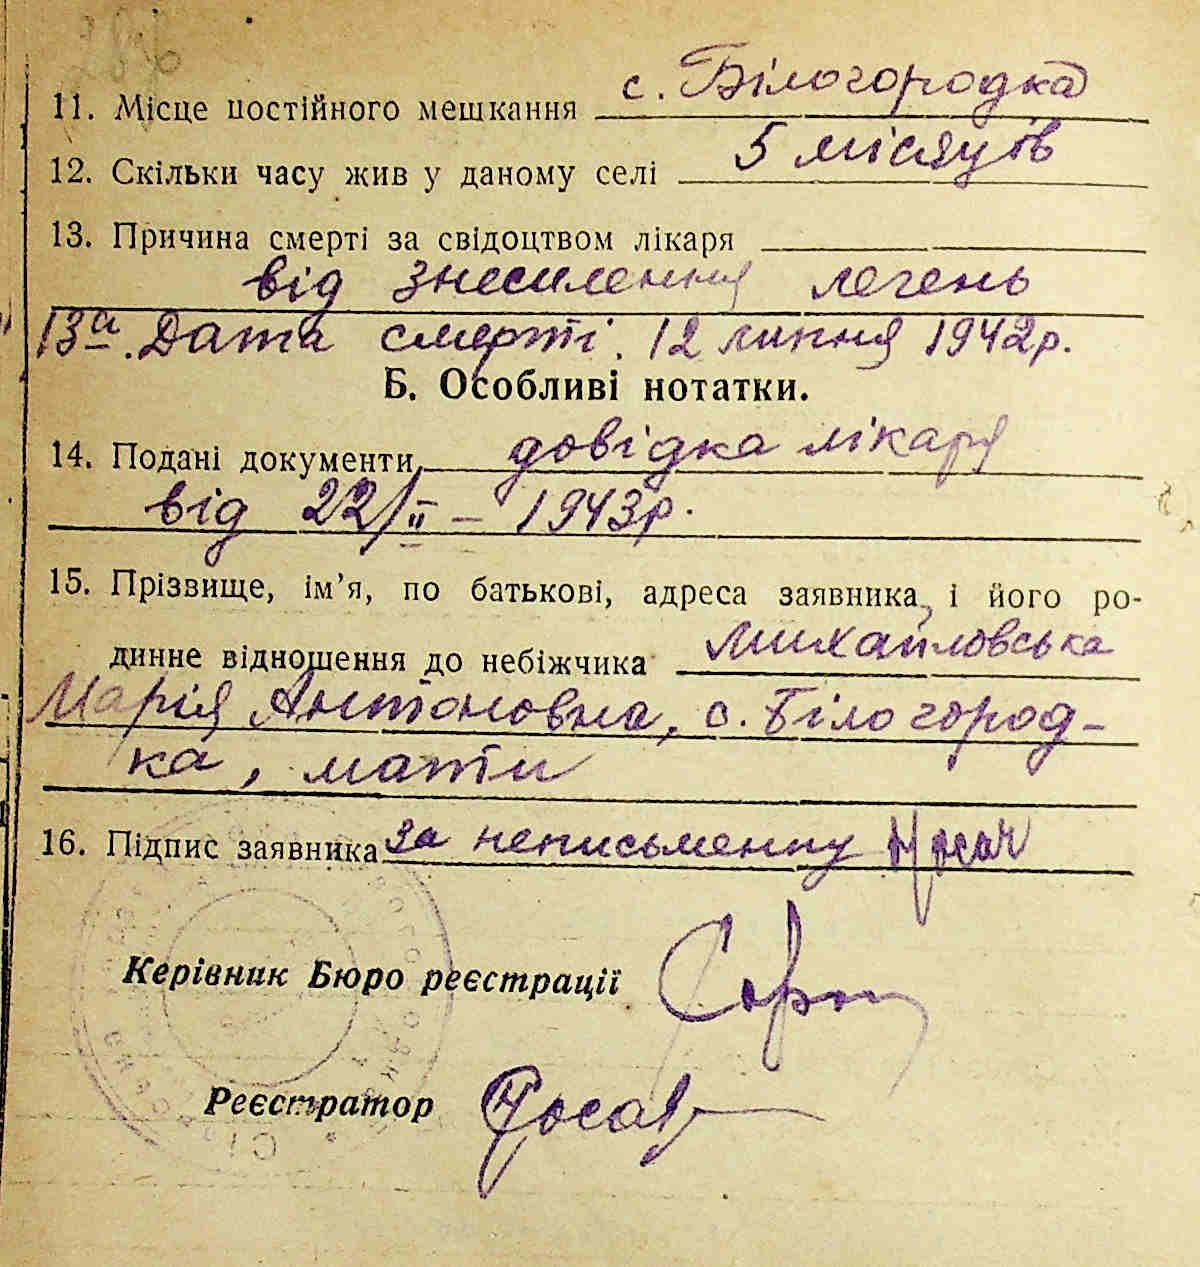 11. Місце постійного мешкання с. Білогородка
12. Скільки часу жив у даному селі 5 місяців
13. Причина смерті за свідоцтвом лікаря
від знесилення легень
13а. Дата смерті. 12 липня 1942р.
Б. Особливі нотатки.
14. Подані документи довідка лікаря
від 22/II – 1943р.
15. Прізвище, ім’я, по батькові, адреса заявника, і його ро-
динне відношення до небіжчика Михайловська
Марія Антоновна, с. Білогород-
ка, мати
16. Підпис заявника за неписьменну
Керівник Бюро реєстрації
Реєстратор